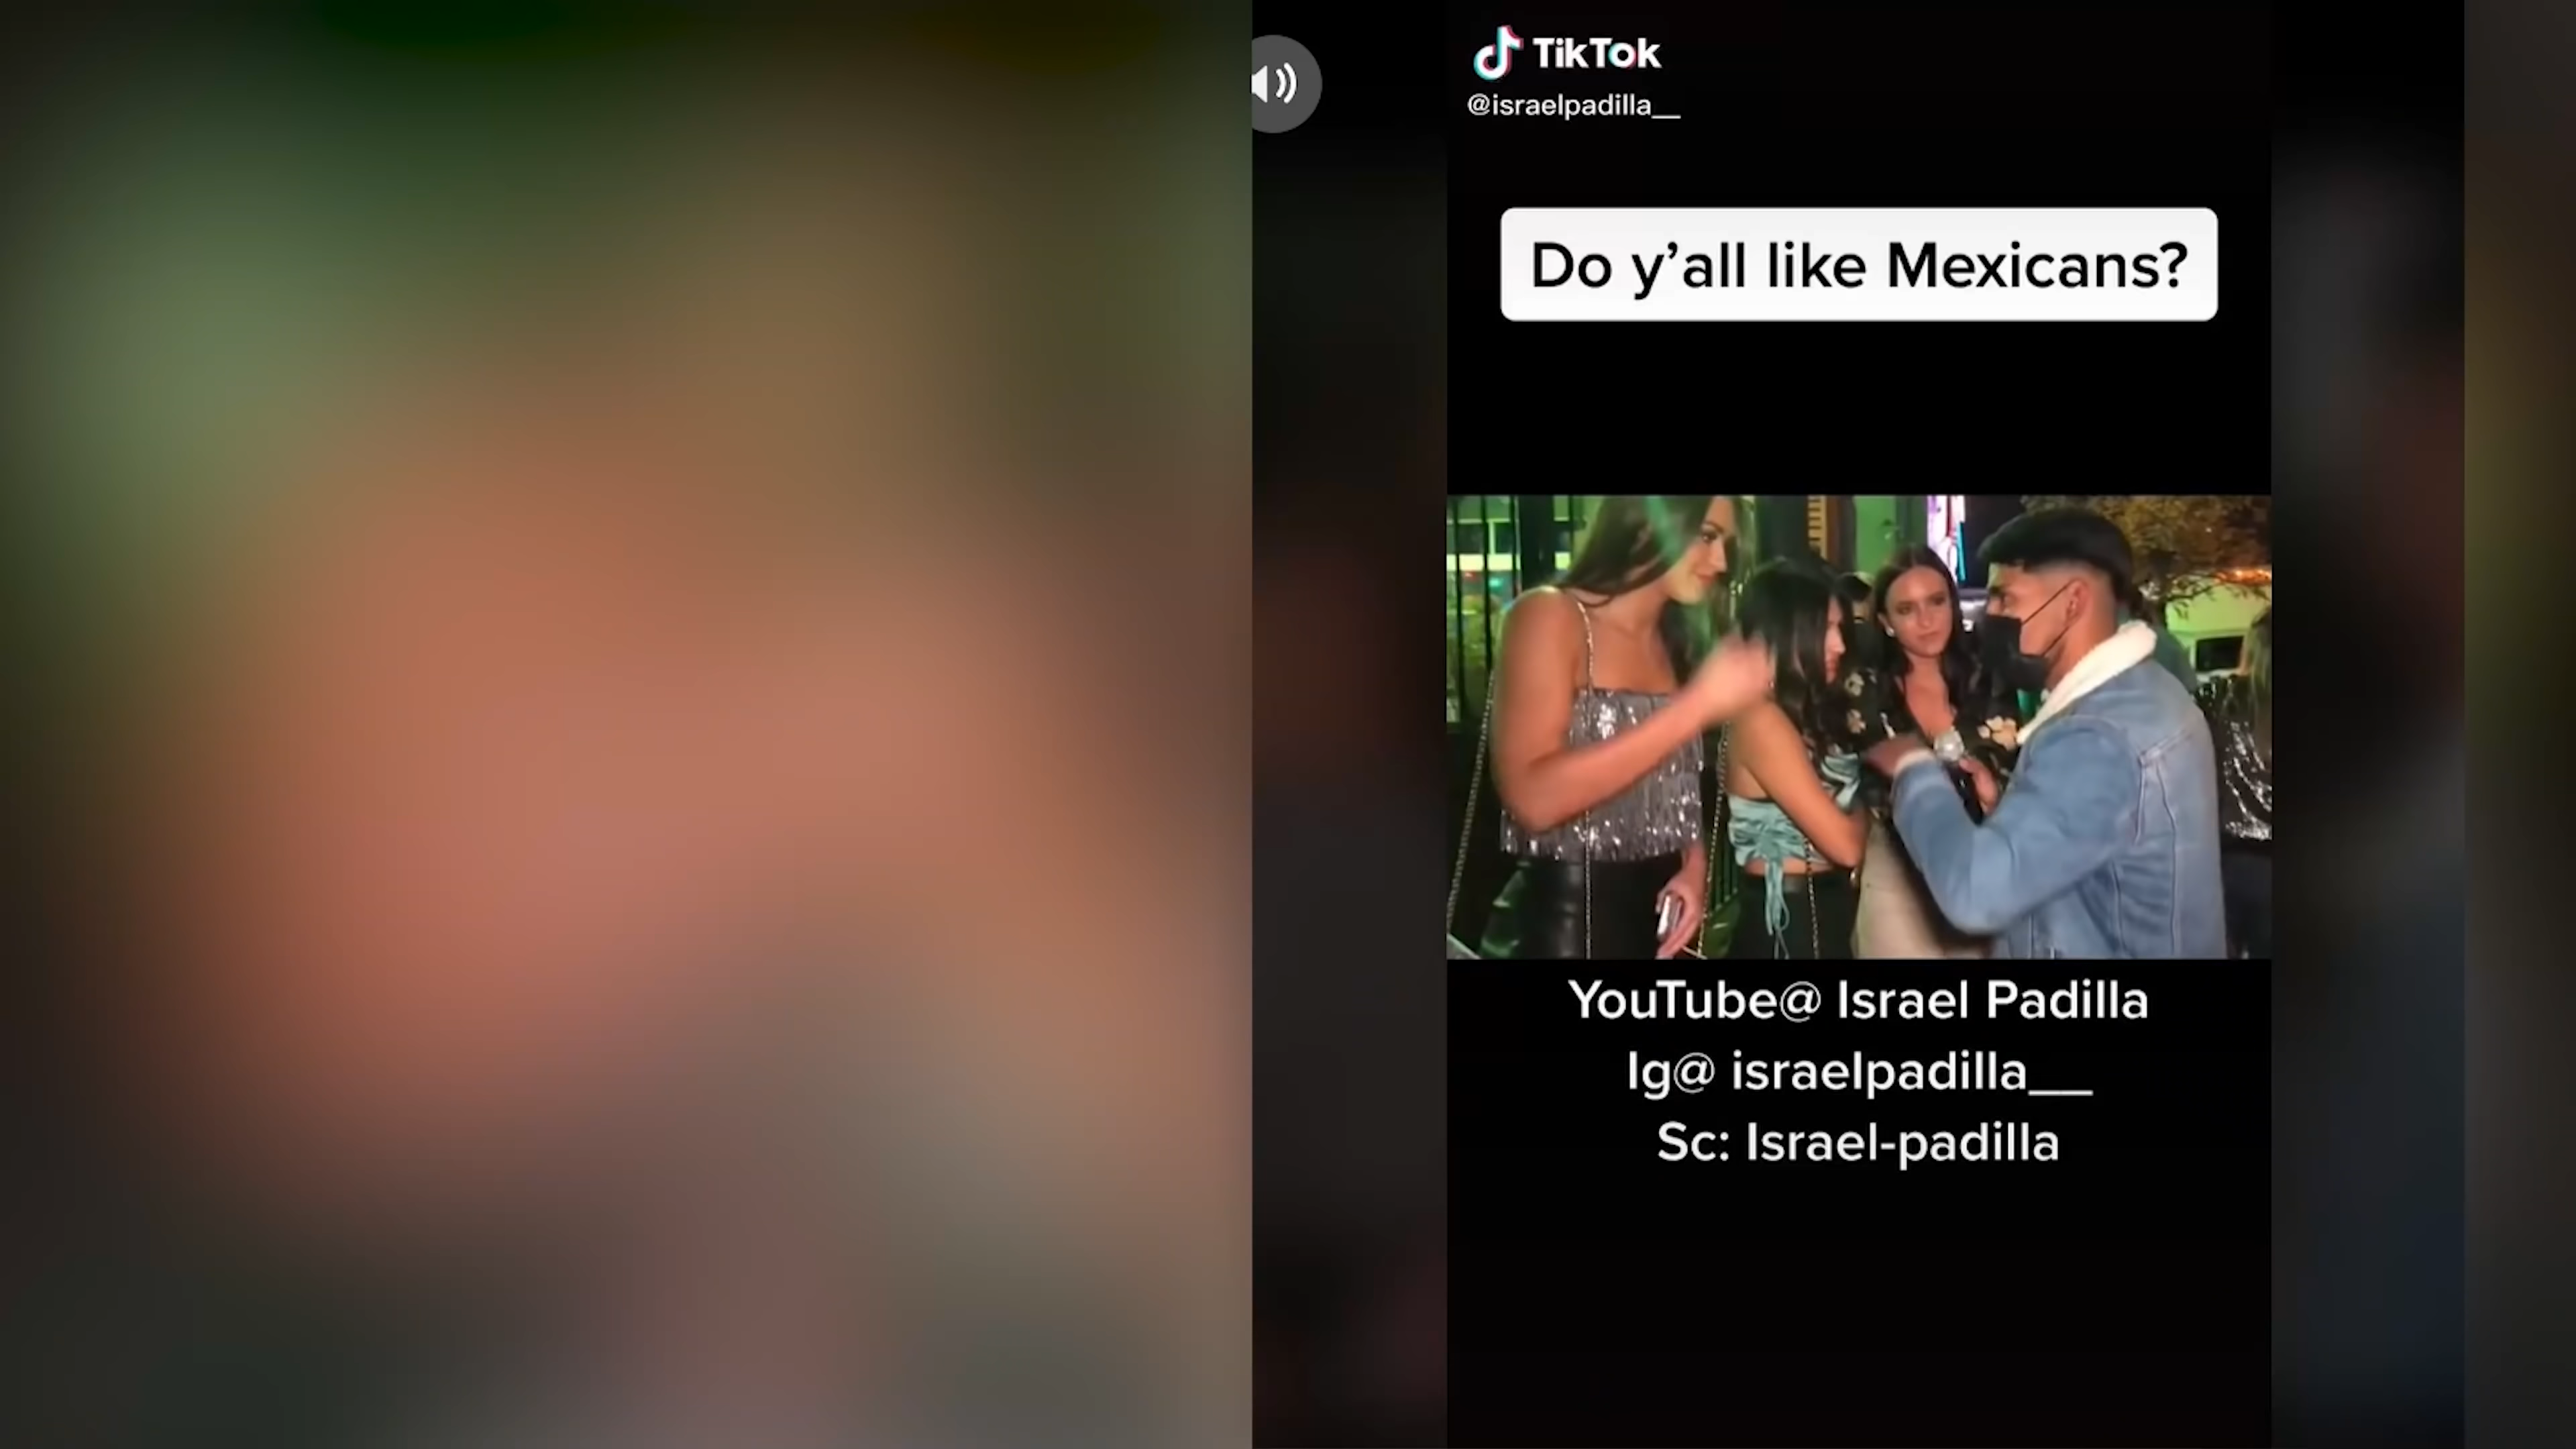 TikTok
@israelpadilla__
Do y’all like Mexicans?
YouTube@ Israel Padilla
Ig@ israelpadilla__
Sc: Israel-padilla